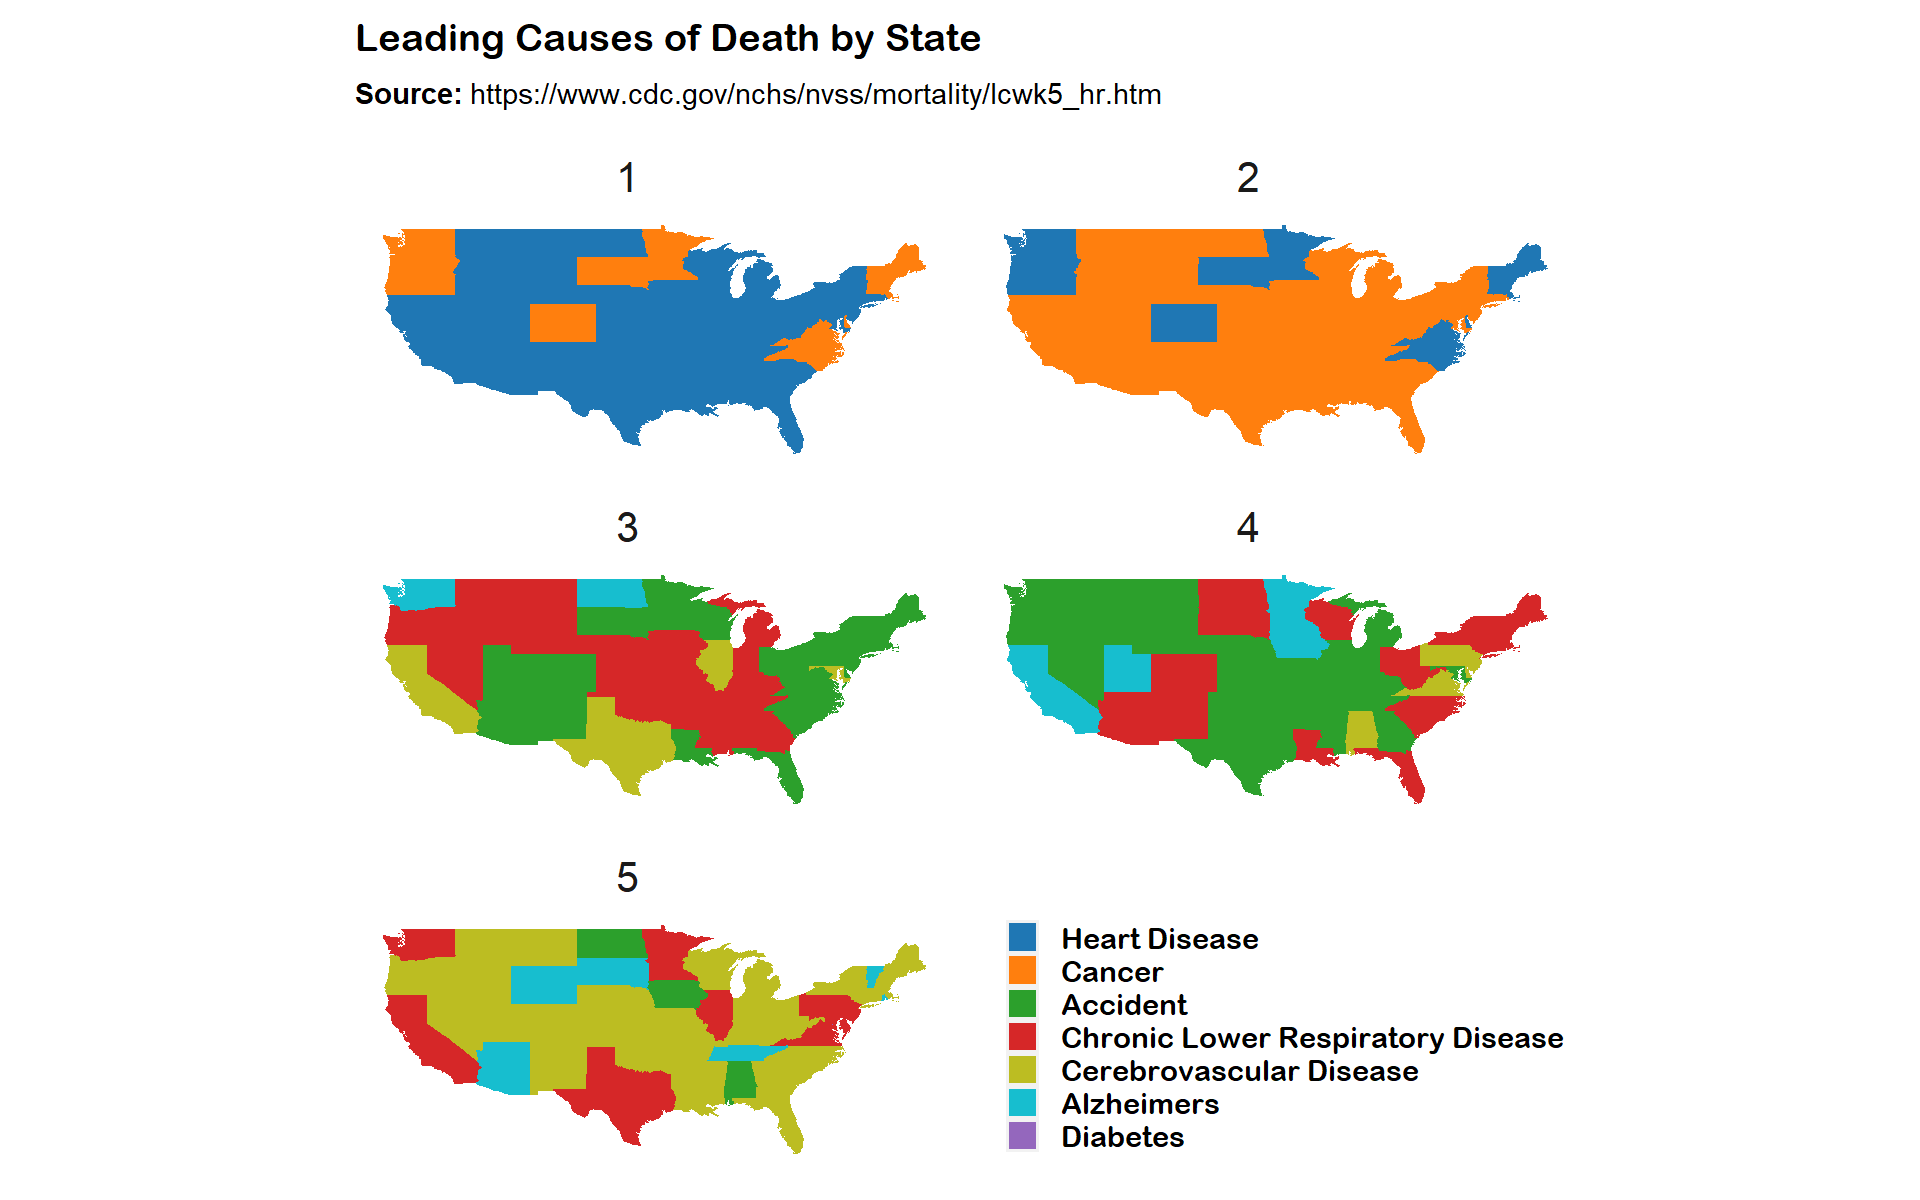 Leading Causes of Death by State
Source: https://www.cdc.gov/nchs/nvss/mortality/lcwk5_hr.htm
1
2
3
4
5
Heart Disease
Cancer
Accident
Chronic Lower Respiratory Disease
Cerebrovascular Disease
Alzheimers
Diabetes